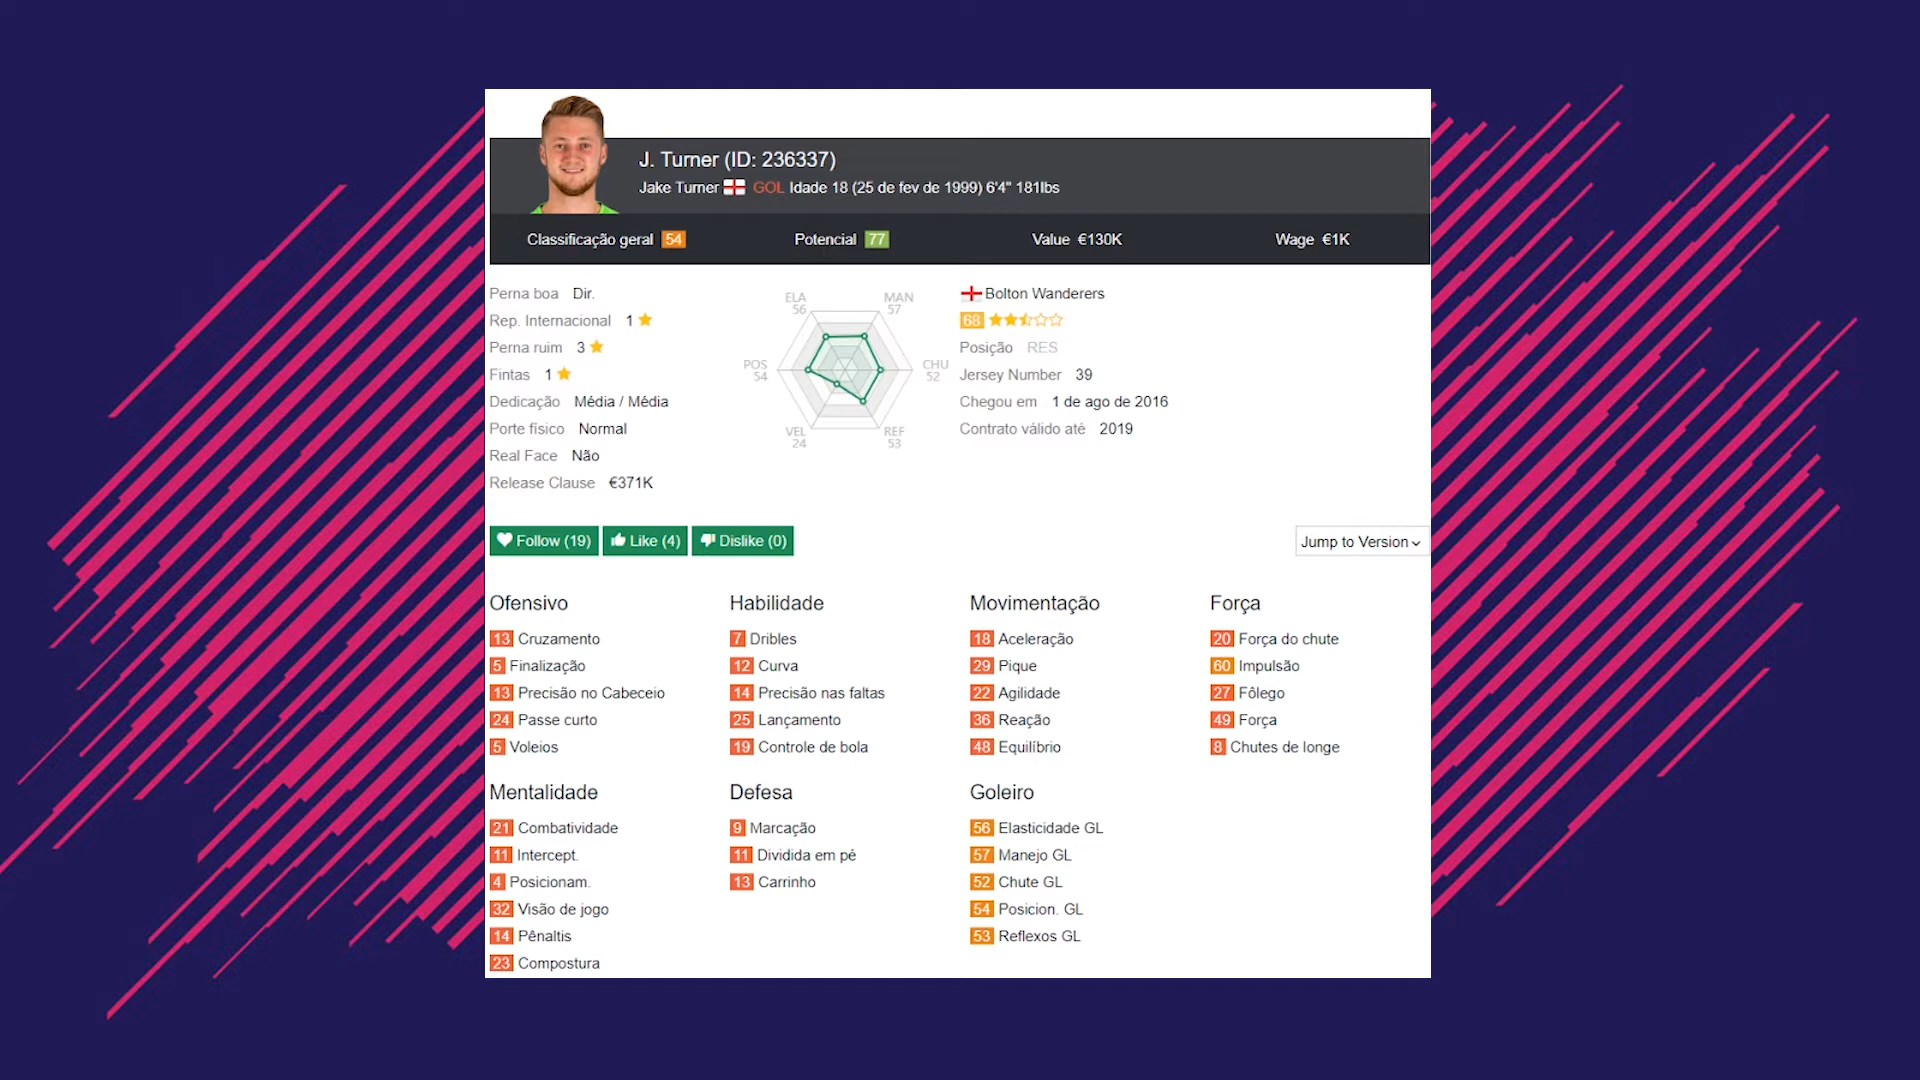 J. Turner (ID: 236337)
Jake Turner GOL Idade 18 (25 de fev de 1999) 6'4" 181lbs
Classificação geral 54 Potencial 77 Value €130K Wage €1K
Perna boa Dir.
Rep. Internacional 1
Perna ruim 3
Fintas 1
Dedicação Média / Média
Porte físico Normal
Real Face Não
Release Clause €371K
ELA 56
MAN 57
POS 54
CHU 52
VEL 24
REF 53
Bolton Wanderers
68
Posição RES
Jersey Number 39
Chegou em 1 de ago de 2016
Contrato válido até 2019
Follow (19) Like (4) Dislike (0) Jump to Version
Ofensivo
13 Cruzamento
5 Finalização
13 Precisão no Cabeceio
24 Passe curto
5 Voleios
Habilidade
7 Dribles
12 Curva
14 Precisão nas faltas
25 Lançamento
19 Controle de bola
Movimentação
18 Aceleração
29 Pique
22 Agilidade
36 Reação
48 Equilíbrio
Força
20 Força do chute
60 Impulsão
27 Fôlego
49 Força
8 Chutes de longe
Mentalidade
21 Combatividade
11 Intercept.
4 Posicionam.
32 Visão de jogo
14 Pênaltis
23 Compostura
Defesa
9 Marcação
11 Dividida em pé
13 Carrinho
Goleiro
56 Elasticidade GL
57 Manejo GL
52 Chute GL
54 Posicion. GL
53 Reflexos GL